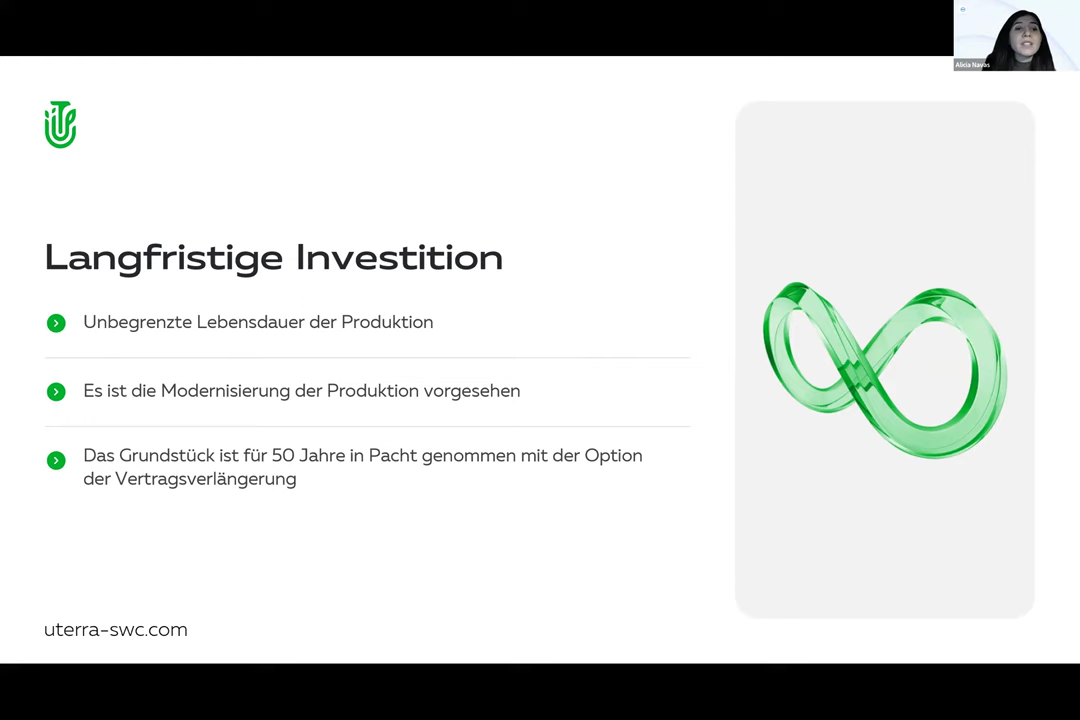 Alicia Navas
Langfristige Investition
Unbegrenzte Lebensdauer der Produktion
Es ist die Modernisierung der Produktion vorgesehen
Das Grundstück ist für 50 Jahre in Pacht genommen mit der Option
der Vertragsverlängerung
uterra-swc.com